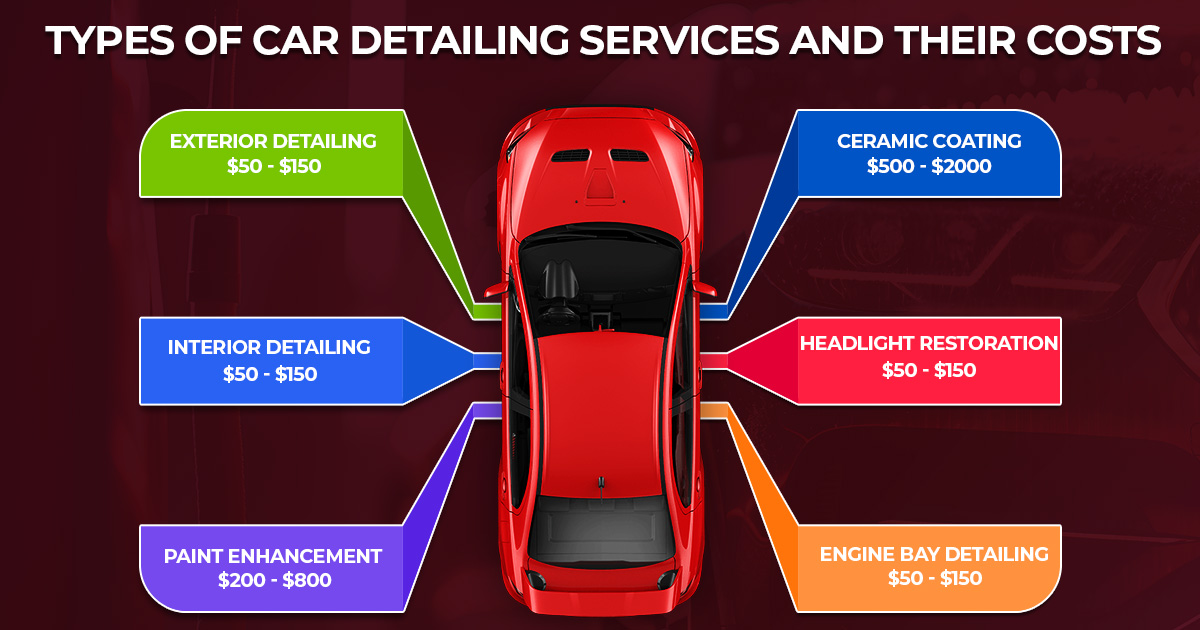 TYPES OF CAR DETAILING SERVICES AND THEIR COSTS
EXTERIOR DETAILING
$50 - $150
INTERIOR DETAILING
$50 - $150
PAINT ENHANCEMENT
$200 - $800
CERAMIC COATING
$500 - $2000
HEADLIGHT RESTORATION
$50 - $150
ENGINE BAY DETAILING
$50 - $150